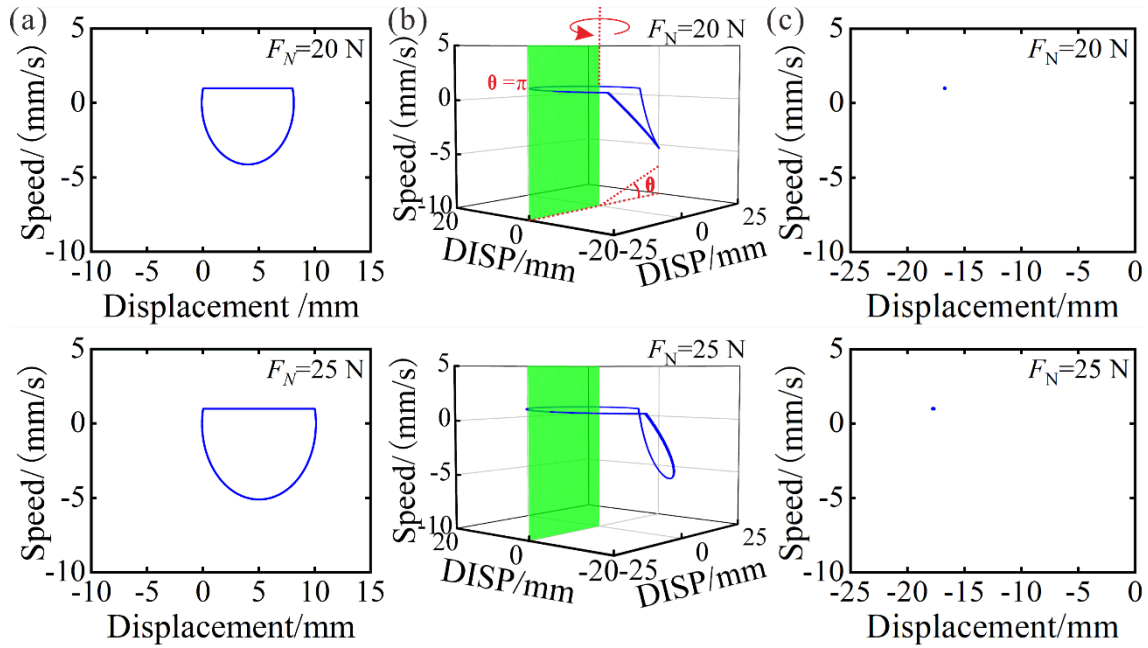 (a)
5
0
-5
-10
Speed/(mm/s)
F_N=20 N
-10 -5 0 5 10 15
Displacement /mm
(b)
F_N=20 N
5
0
-5
-10
Speed/(mm/s)
θ=π
θ
20 0 -20
DISP/mm
-25 0 25
DISP/mm
(c)
5
0
-5
-10
Speed/(mm/s)
F_N=20 N
-25 -20 -15 -10 -5 0
Displacement/mm
5
0
-5
-10
Speed/(mm/s)
F_N=25 N
-10 -5 0 5 10 15
Displacement/mm
F_N=25 N
5
0
-5
-10
Speed/(mm/s)
20 0 -20
DISP/mm
-25 0 25
DISP/mm
5
0
-5
-10
Speed/(mm/s)
F_N=25 N
-25 -20 -15 -10 -5 0
Displacement/mm